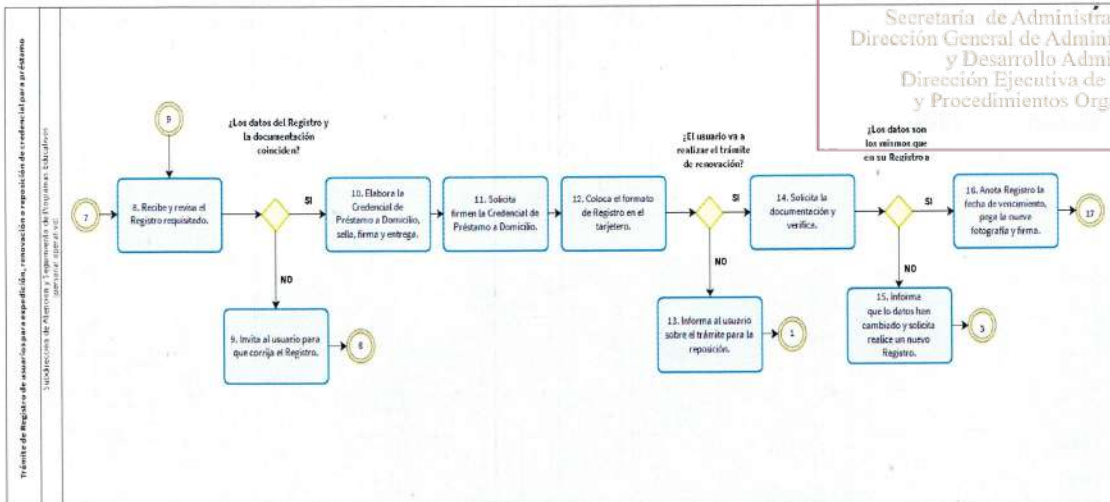 Secretaría de Administra
Dirección General de Admini
y Desarrollo Admi
Dirección Ejecutiva de
y Procedimientos Org
Trámite de Registro de usuarios para expedición, renovación o reposición de credencial para préstamo
Subdirección de Atención y Seguimiento de Programas Educativos
(personal operativo)
7
9
8. Recibe y revisa el
Registro requisitado.
¿Los datos del Registro y
la documentación
coinciden?
SI
NO
9. Invita al usuario para
que corrija el Registro.
8
10. Elabora la
Credencial de
Préstamo a Domicilio,
sella, firma y entrega.
11. Solicita
firmen la Credencial de
Préstamo a Domicilio.
12. Coloca el formato
de Registro en el
tarjetero.
¿El usuario va a
realizar el trámite
de renovación?
SI
NO
13. Informa al usuario
sobre el trámite para la
reposición.
1
14. Solicita la
documentación y
verifica.
¿Los datos son
los mismos que
en su Registro a
SI
NO
15. Informa
que lo datos han
cambiado y solicita
realice un nuevo
Registro.
3
16. Anota Registro la
fecha de vencimiento,
pega la nueva
fotografía y firma.
17